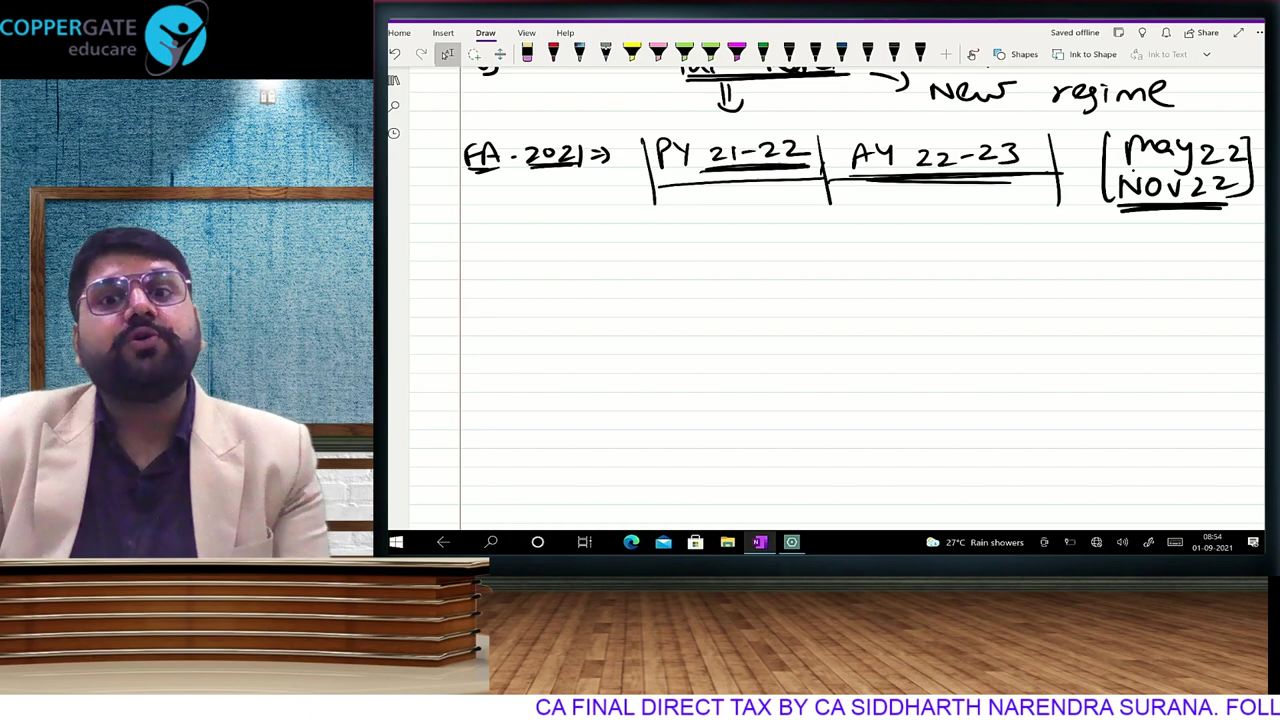 COPPERGATE
educare
Home Insert Draw View Help
Saved offline
Share
Shapes
Ink to Shape
Ink to Text
New regime
FA. 2021 ⇒ PY 21-22 AY 22-23
May 22
Nov 22
27°C Rain showers
08:54
01-09-2021
CA FINAL DIRECT TAX BY CA SIDDHARTH NARENDRA SURANA. FOLL